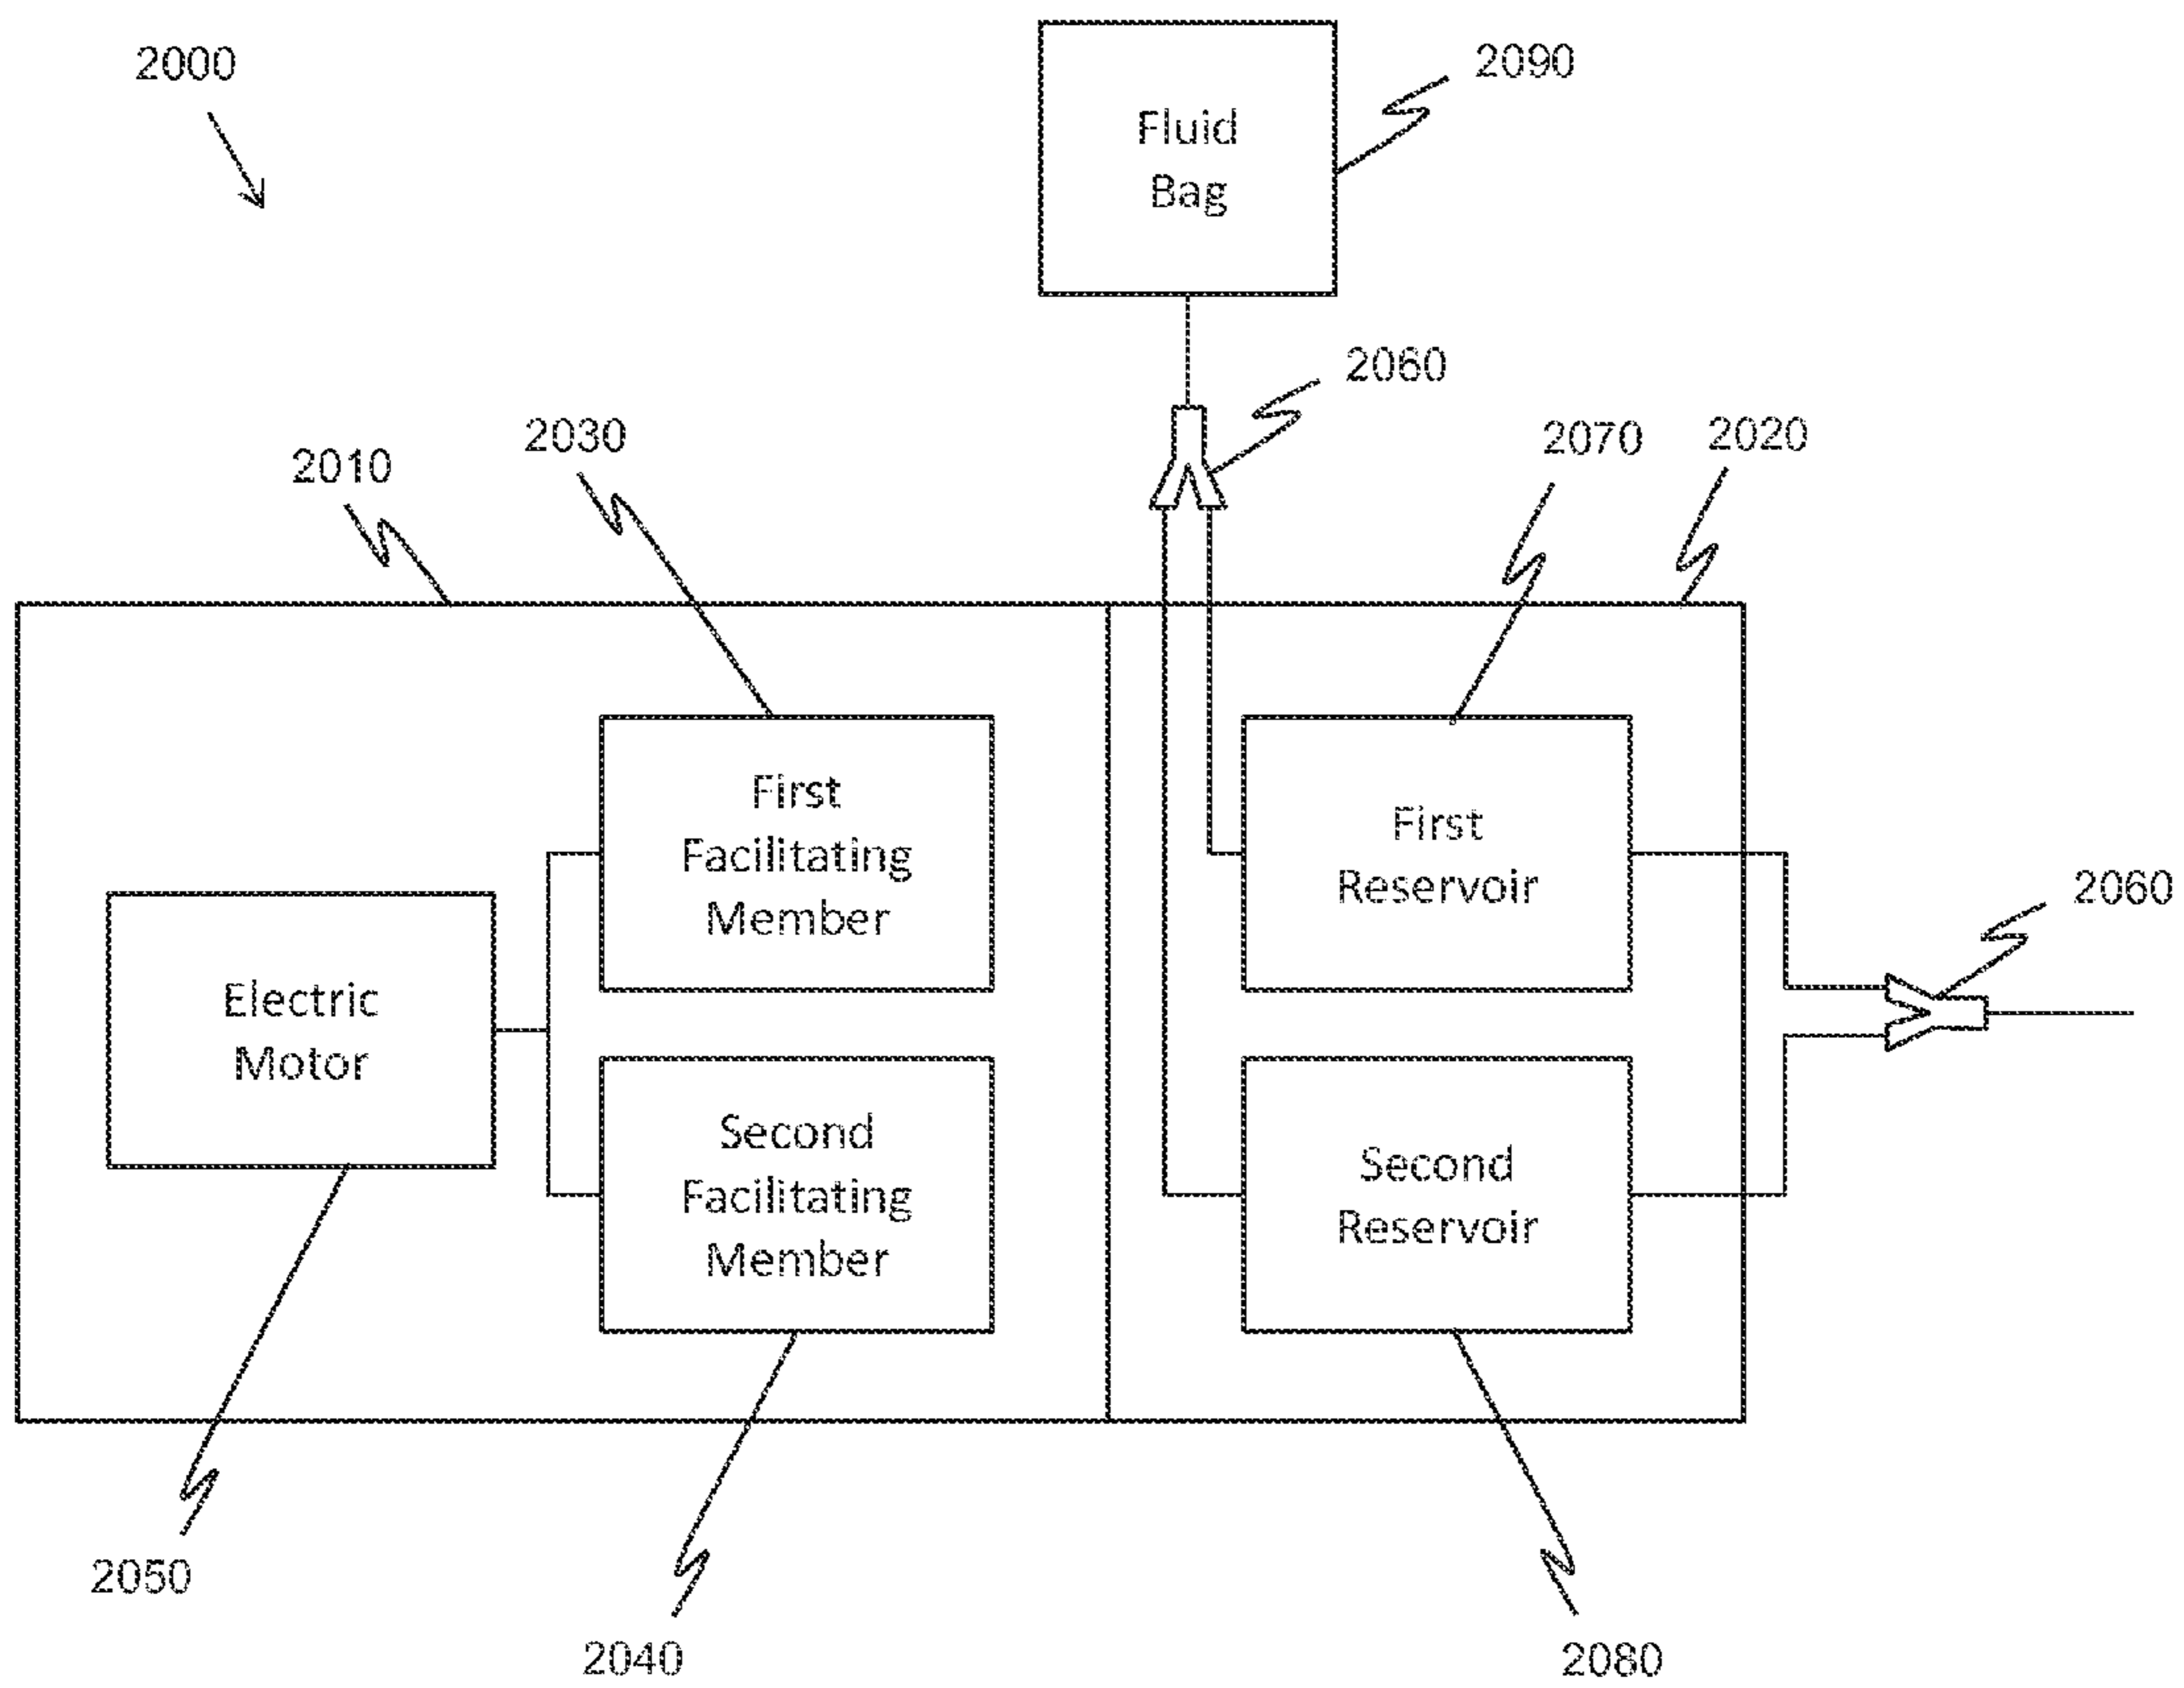 2000
Fluid
Bag
2090
2060
2010
2030
2070
2020
First
Facilitating
Member
First
Reservoir
2060
Electric
Motor
Second
Facilitating
Member
Second
Reservoir
2050
2040
2080